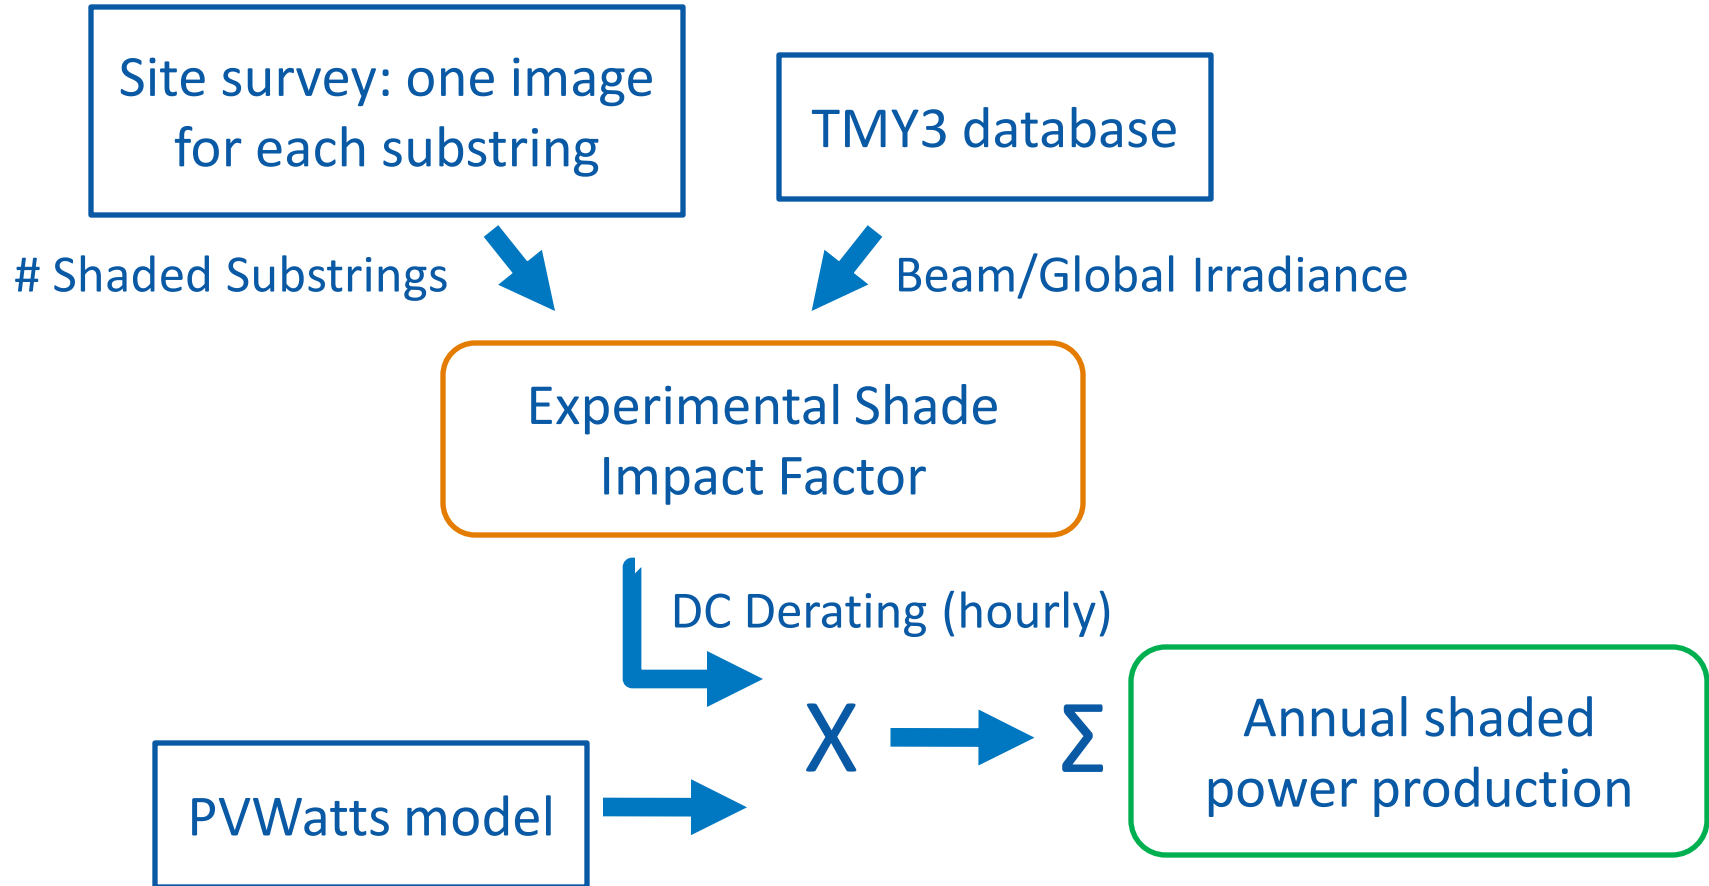 Site survey: one image
for each substring
TMY3 database
# Shaded Substrings
Beam/Global Irradiance
Experimental Shade
Impact Factor
DC Derating (hourly)
X
Σ
Annual shaded
power production
PVWatts model